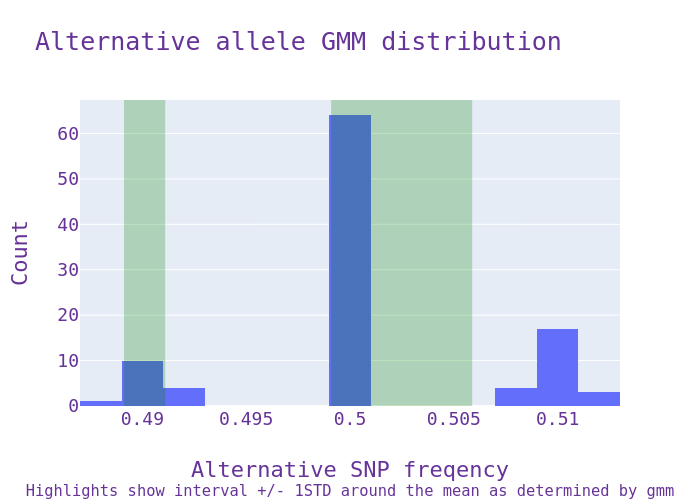 Alternative allele GMM distribution
Count
60
50
40
30
20
10
0
0.49 0.495 0.5 0.505 0.51
Alternative SNP freqency
Highlights show interval +/- 1STD around the mean as determined by gmm